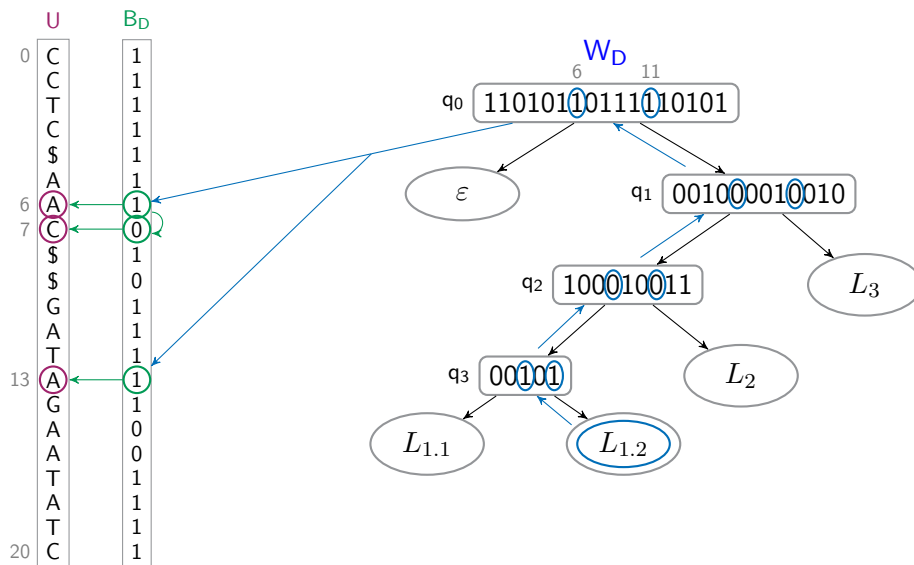 U B_D W_D
6 11
0 C 1
C 1
T 1
q₀ 11010110111110101
C 1
$ 1
A 1
ε q₁ 001000010010
6 A 1
7 C 0
$ 1
$ 0
q₂ 100010011 L₃
G 1
A 1
T 1
13 A 1
q₃ 00101 L₂
G 1
A 0
L₁.₁ L₁.₂
A 0
T 1
A 1
T 1
20 C 1